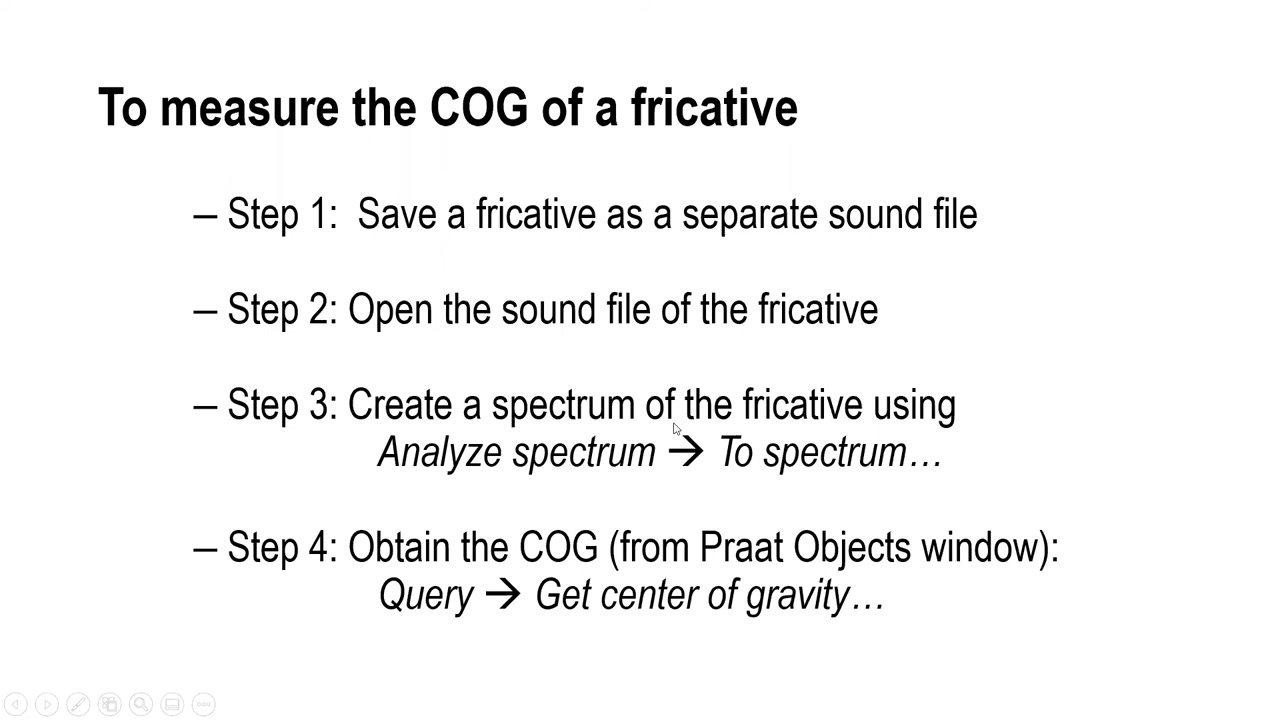 To measure the COG of a fricative
– Step 1: Save a fricative as a separate sound file
– Step 2: Open the sound file of the fricative
– Step 3: Create a spectrum of the fricative using
Analyze spectrum → To spectrum…
– Step 4: Obtain the COG (from Praat Objects window):
Query → Get center of gravity…